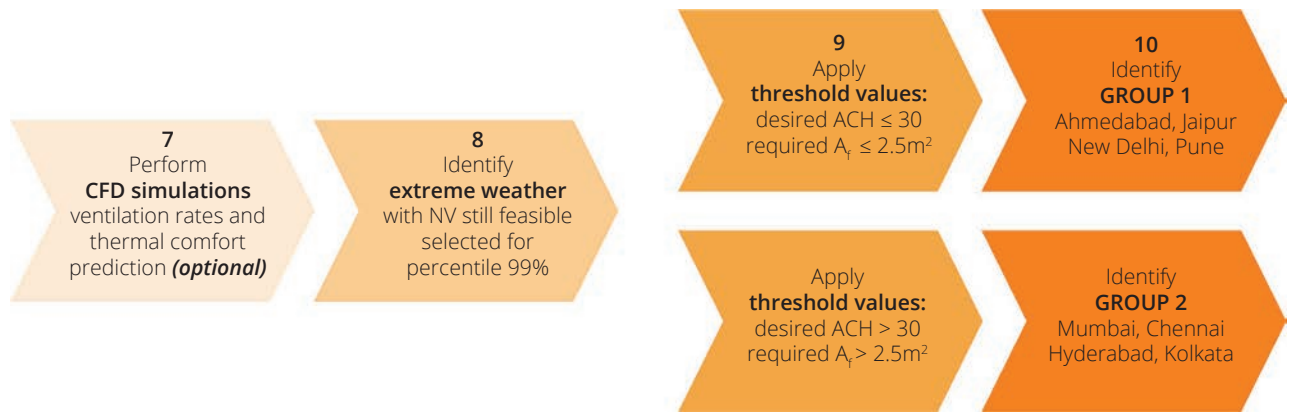 7
Perform
CFD simulations
ventilation rates and
thermal comfort
prediction (optional)
8
Identify
extreme weather
with NV still feasible
selected for
percentile 99%
9
Apply
threshold values:
desired ACH ≤ 30
required Af ≤ 2.5m²
10
Identify
GROUP 1
Ahmedabad, Jaipur
New Delhi, Pune
Apply
threshold values:
desired ACH > 30
required Af > 2.5m²
Identify
GROUP 2
Mumbai, Chennai
Hyderabad, Kolkata